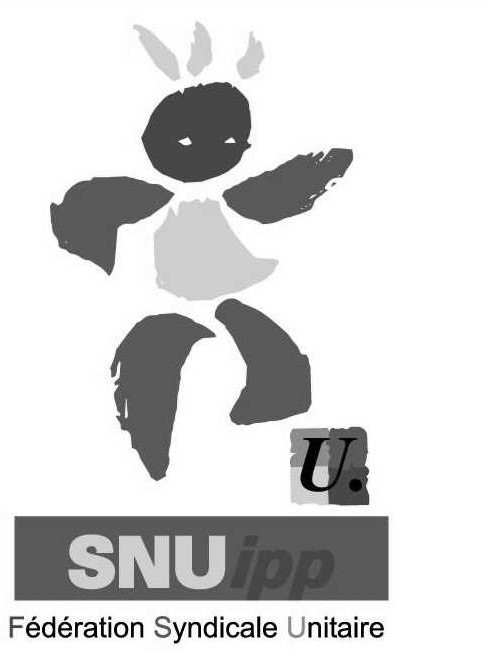 U.
SNUipp
Fédération Syndicale Unitaire